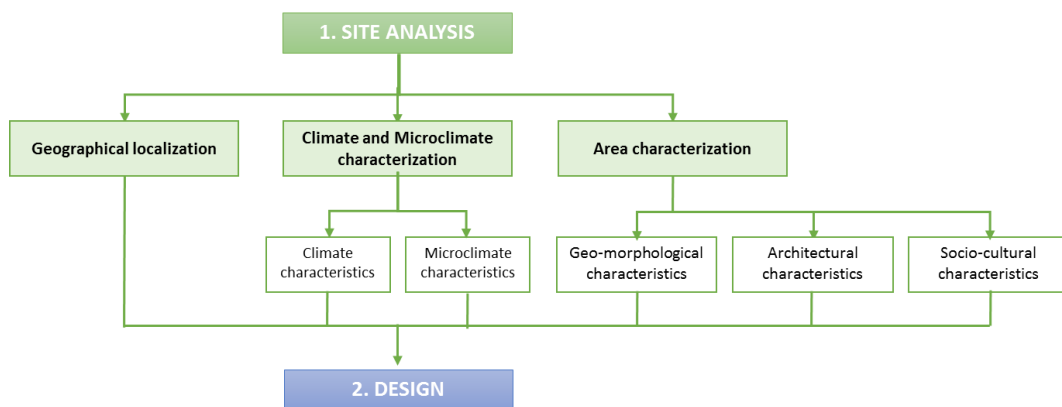 1. SITE ANALYSIS
Geographical localization
Climate and Microclimate
characterization
Area characterization
Climate
characteristics
Microclimate
characteristics
Geo-morphological
characteristics
Architectural
characteristics
Socio-cultural
characteristics
2. DESIGN